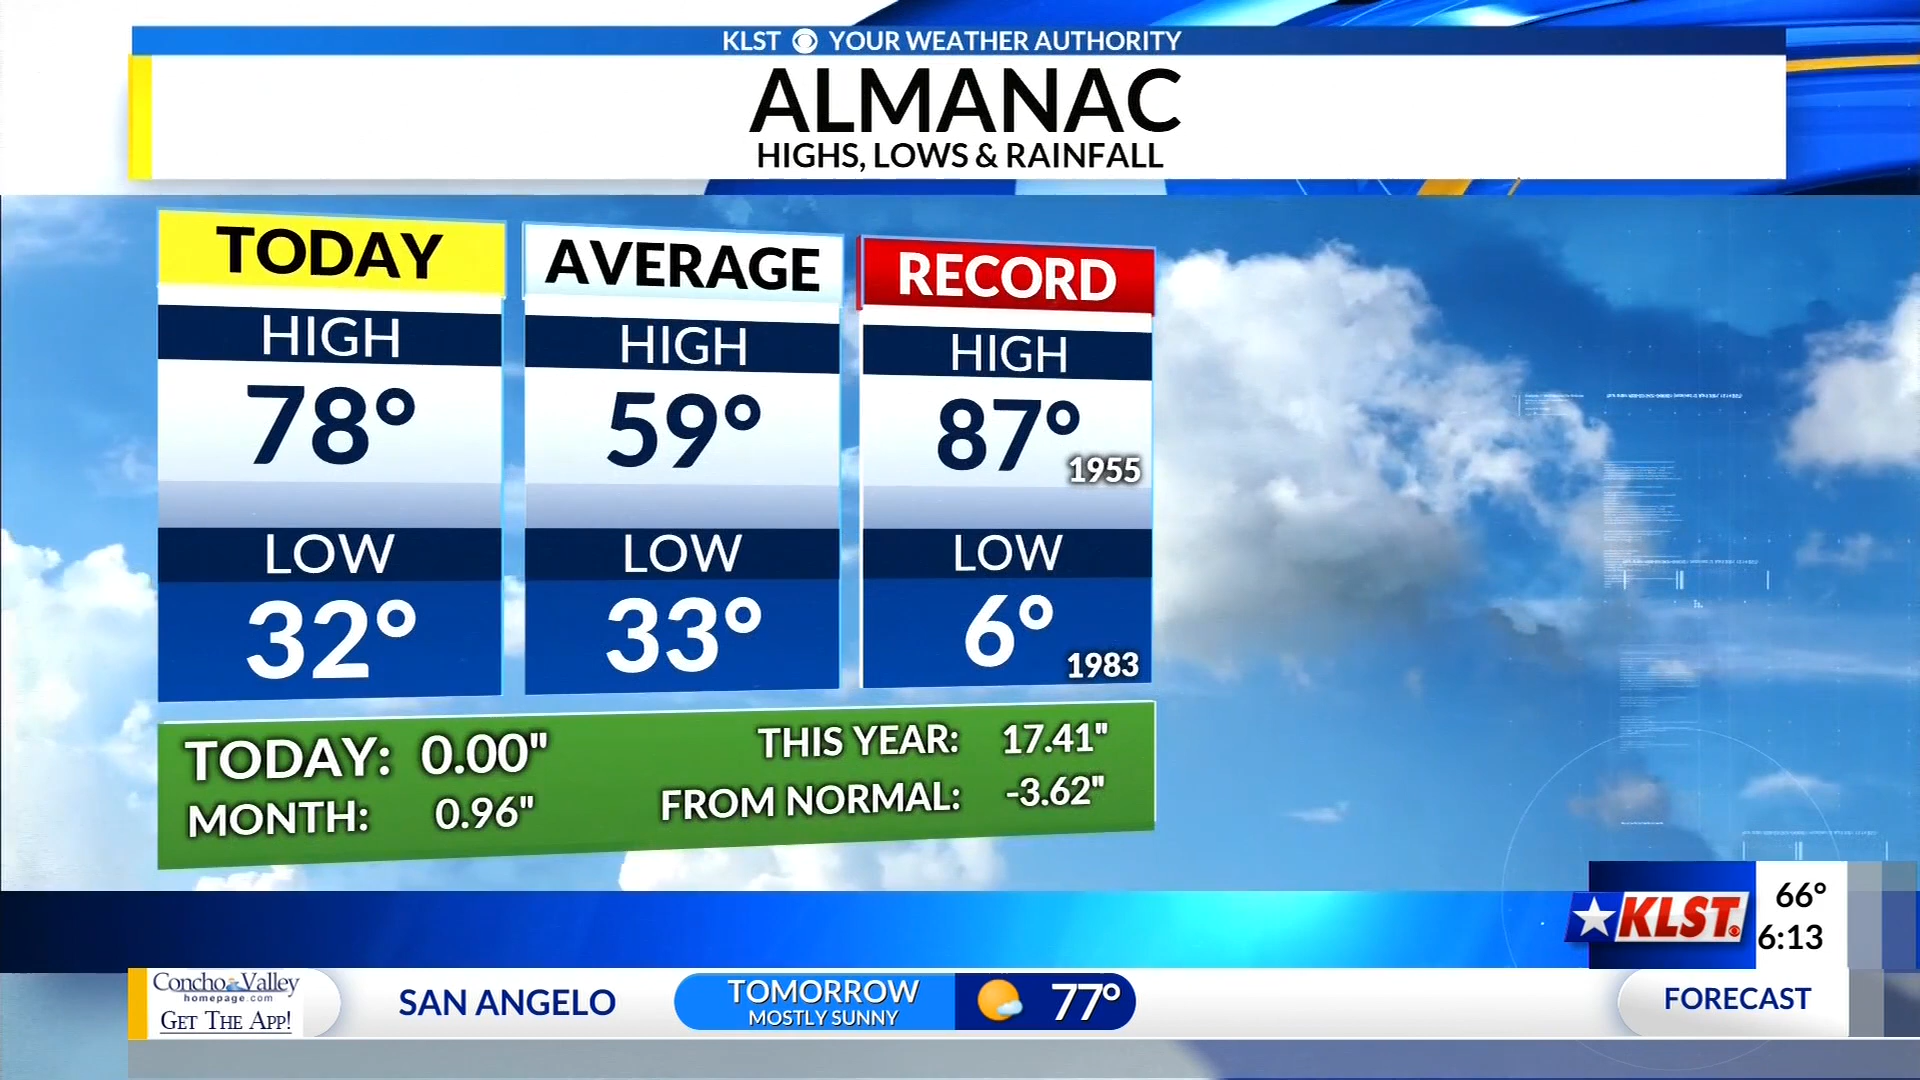 KLST YOUR WEATHER AUTHORITY
ALMANAC
HIGHS, LOWS & RAINFALL
TODAY
HIGH
78°
LOW
32°
AVERAGE
HIGH
59°
LOW
33°
RECORD
HIGH
87°
1955
LOW
6°
1983
TODAY: 0.00"
MONTH: 0.96"
THIS YEAR: 17.41"
FROM NORMAL: -3.62"
KLST
66°
6:13
Concho Valley
homepage.com
GET THE APP!
SAN ANGELO
TOMORROW
MOSTLY SUNNY
77°
FORECAST